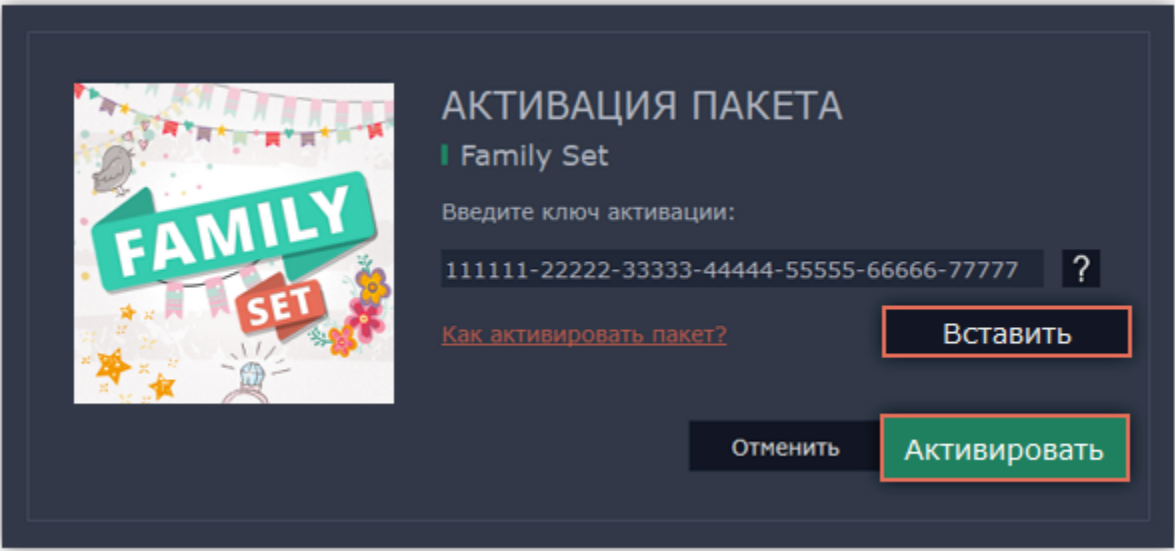 АКТИВАЦИЯ ПАКЕТА
Family Set
FAMILY
SET
Введите ключ активации:
111111-22222-33333-44444-55555-66666-77777
?
Как активировать пакет?
Вставить
Отменить
Активировать